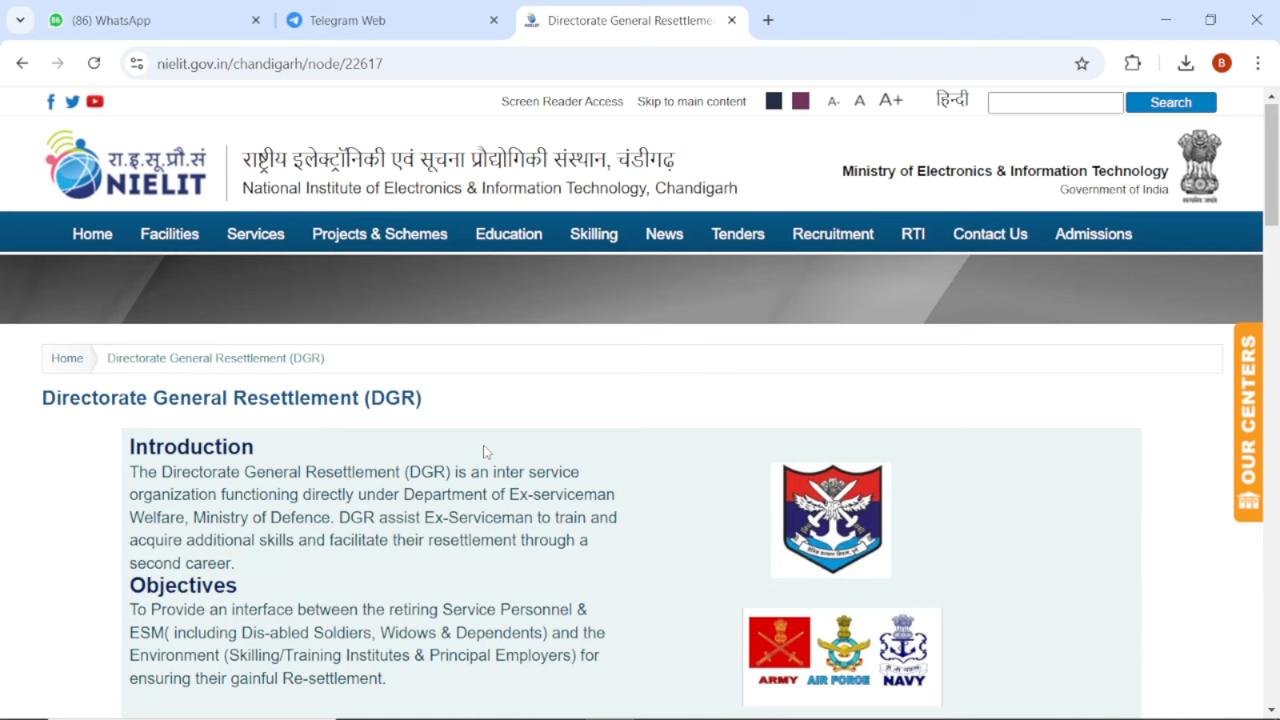 (86) WhatsApp
Telegram Web
Directorate General Resettleme
nielit.gov.in/chandigarh/node/22617
B
Screen Reader Access Skip to main content A- A A+ हिन्दी Search
रा.इ.सू.प्रौ.सं
NIELIT
राष्ट्रीय इलेक्ट्रॉनिकी एवं सूचना प्रौद्योगिकी संस्थान, चंडीगढ़
National Institute of Electronics & Information Technology, Chandigarh
Ministry of Electronics & Information Technology
Government of India
सत्यमेव जयते
Home Facilities Services Projects & Schemes Education Skilling News Tenders Recruitment RTI Contact Us Admissions
Home Directorate General Resettlement (DGR)
Directorate General Resettlement (DGR)
OUR CENTERS
Introduction
The Directorate General Resettlement (DGR) is an inter service
organization functioning directly under Department of Ex-serviceman
Welfare, Ministry of Defence. DGR assist Ex-Serviceman to train and
acquire additional skills and facilitate their resettlement through a
second career.
Objectives
To Provide an interface between the retiring Service Personnel &
ESM( including Dis-abled Soldiers, Widows & Dependents) and the
Environment (Skilling/Training Institutes & Principal Employers) for
ensuring their gainful Re-settlement.
ARMY AIR FORCE NAVY